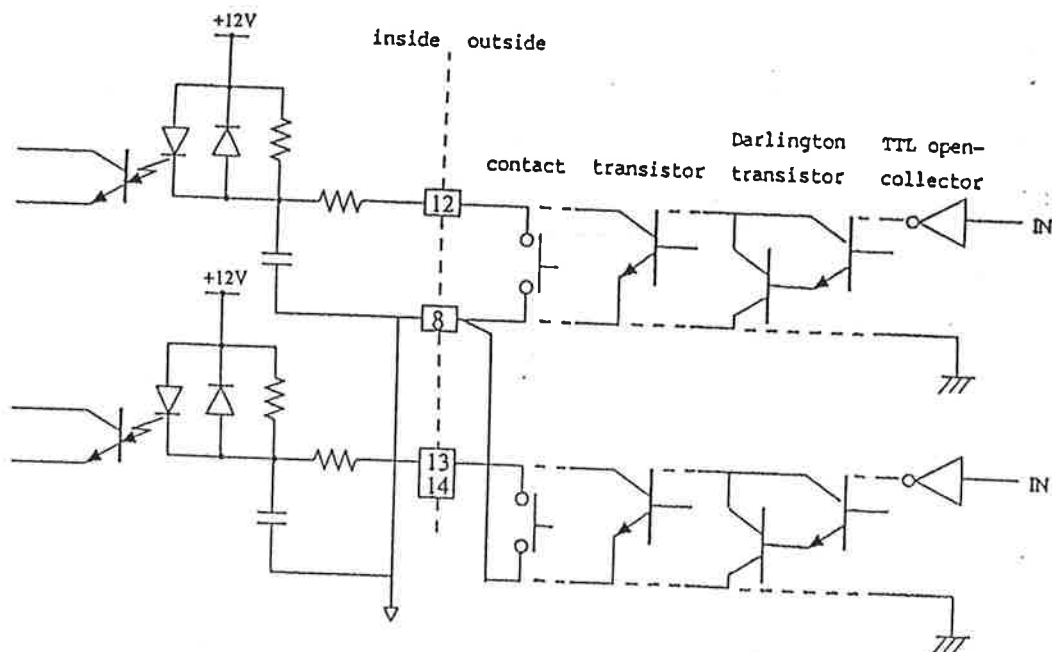 +12V
inside outside
contact transistor Darlington transistor TTL open-collector
12
IN
8
+12V
13
14
IN